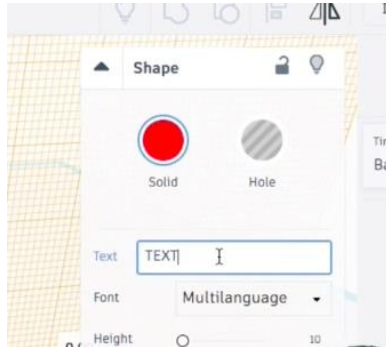 Shape
Solid Hole
Text TEXT
Font Multilanguage
Height 10